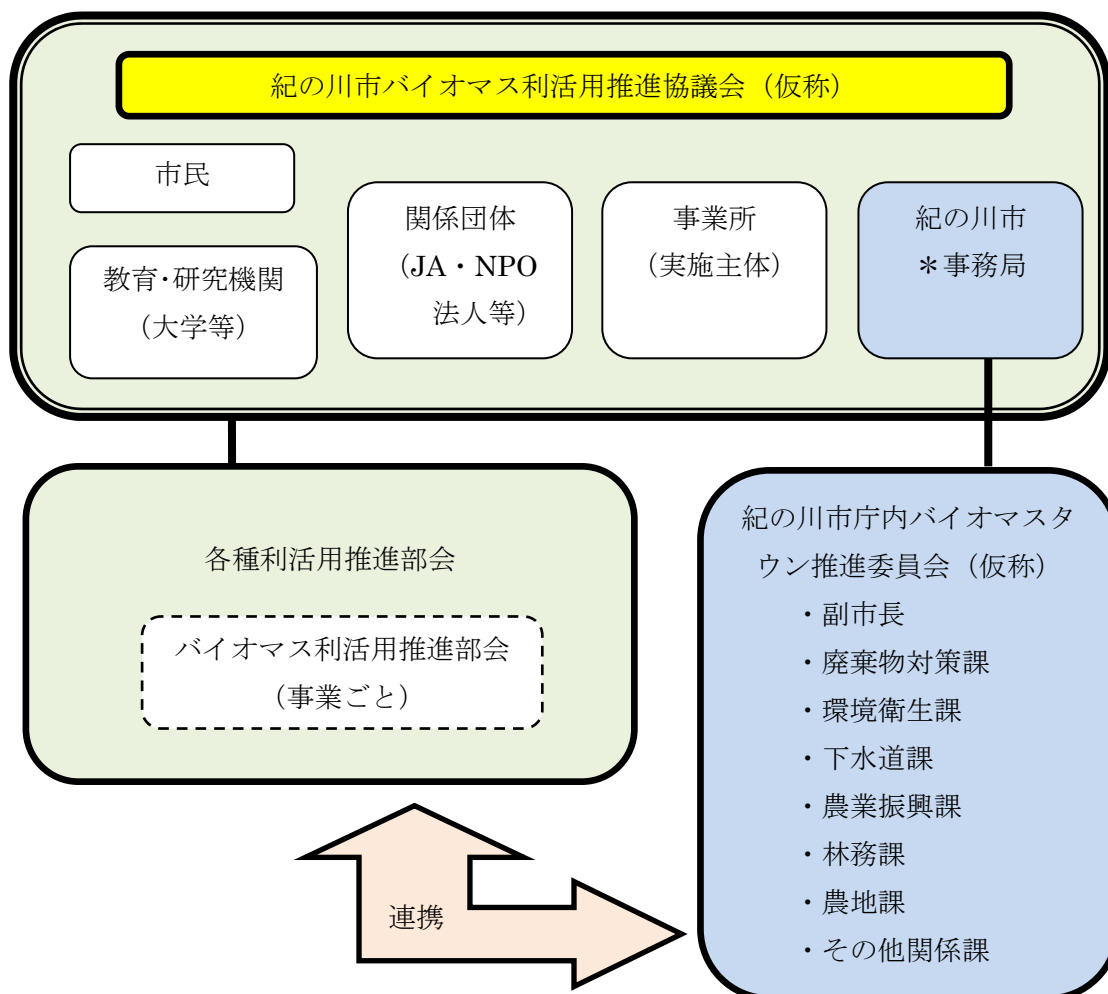 紀の川市バイオマス利活用推進協議会（仮称）
市民
教育・研究機関
（大学等）
関係団体
（JA・NPO
法人等）
事業所
（実施主体）
紀の川市
＊事務局
各種利活用推進部会
バイオマス利活用推進部会
（事業ごと）
連携
紀の川市庁内バイオマスタ
ウン推進委員会（仮称）
・副市長
・廃棄物対策課
・環境衛生課
・下水道課
・農業振興課
・林務課
・農地課
・その他関係課